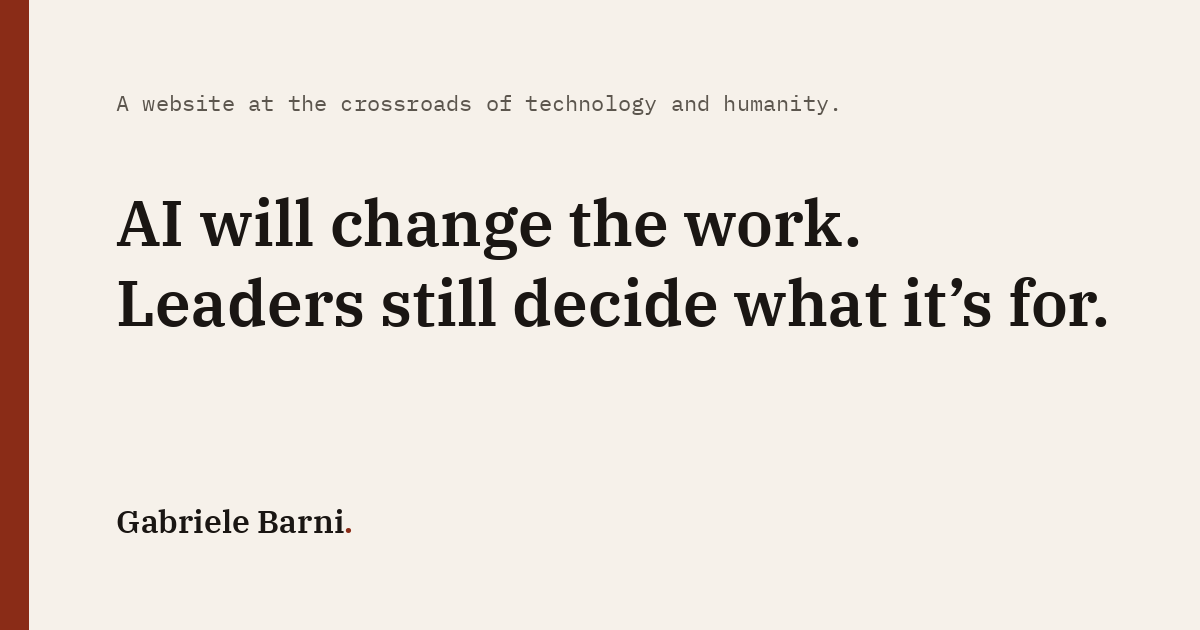 A website at the crossroads of technology and humanity.
AI will change the work.
Leaders still decide what it’s for.
Gabriele Barni.